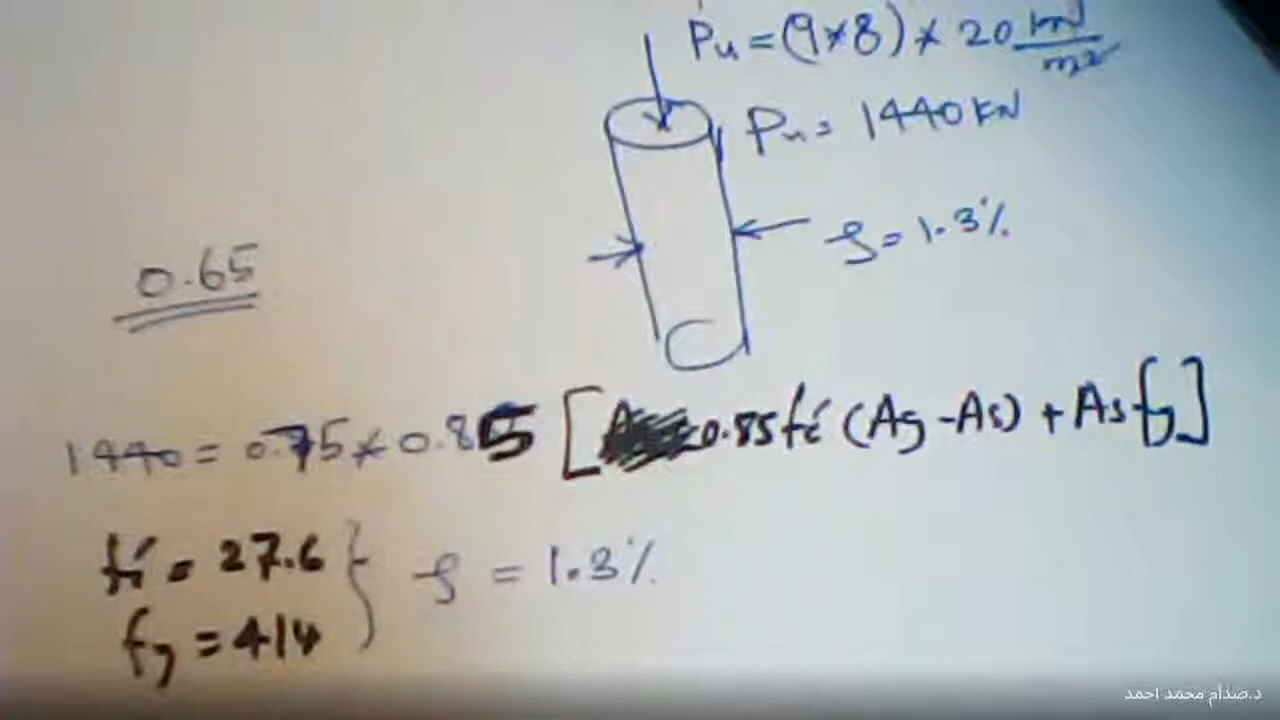 Pu = (9*8) * 20 kN/m2
Pu = 1440 KN
ρ = 1.3%
0.65
1440 = 0.75 * 0.85 [0.85 fc' (Ag - As) + As fy]
fc' = 27.6
fy = 414
} ρ = 1.3%
د.صدام محمد احمد